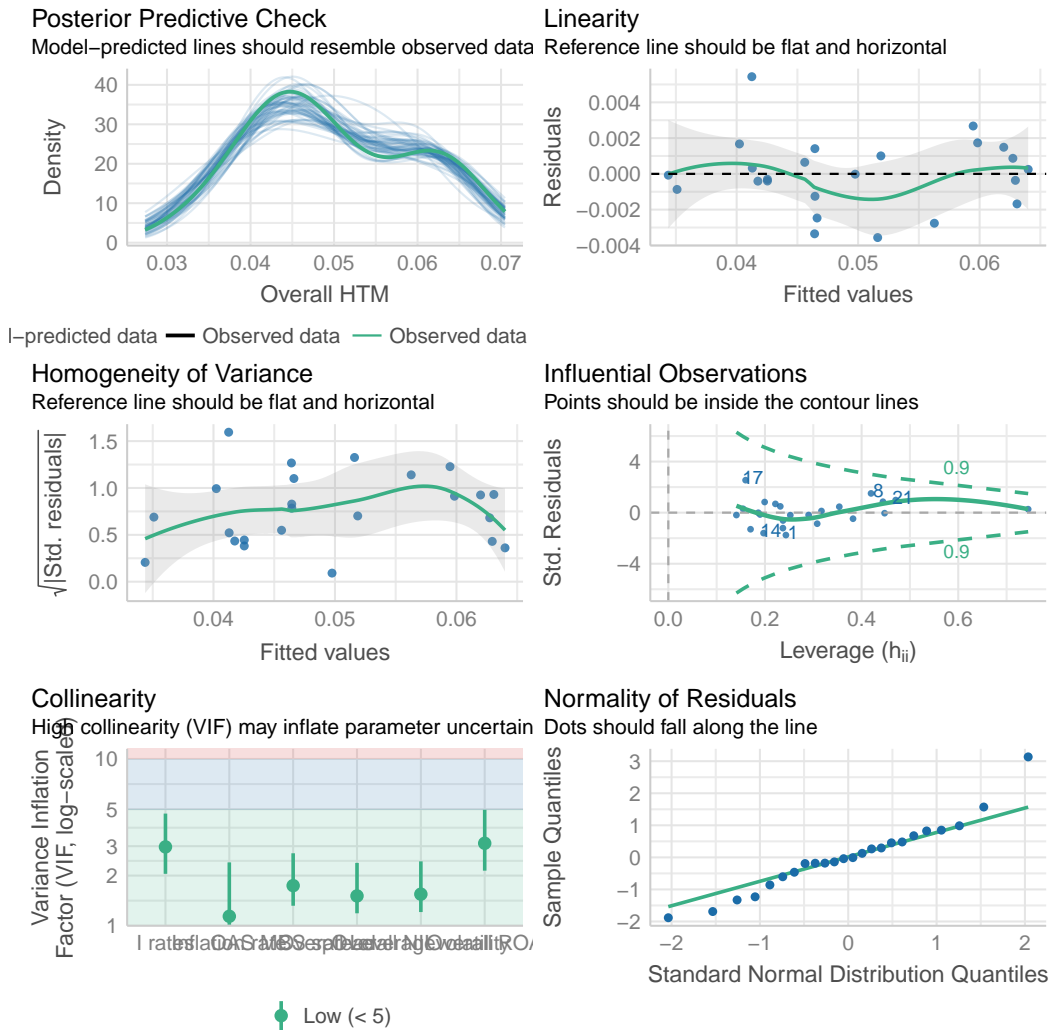 Posterior Predictive Check
Model−predicted lines should resemble observed data
Density
40
30
20
10
0
0.03 0.04 0.05 0.06 0.07
Overall HTM
l−predicted data Observed data Observed data
Linearity
Reference line should be flat and horizontal
Residuals
0.004
0.002
0.000
−0.002
−0.004
0.04 0.05 0.06
Fitted values
Homogeneity of Variance
Reference line should be flat and horizontal
√|Std. residuals|
1.5
1.0
0.5
0.0
0.04 0.05 0.06
Fitted values
Influential Observations
Points should be inside the contour lines
Std. Residuals
4
0
−4
0.9
17
8
21
14
1
0.9
0.0 0.2 0.4 0.6
Leverage (hii)
Collinearity
High collinearity (VIF) may inflate parameter uncertain
Variance Inflation
Factor (VIF, log−scaled)
10
5
3
2
1
I rates
Low (< 5)
Normality of Residuals
Dots should fall along the line
Sample Quantiles
3
2
1
0
−1
−2
−2 −1 0 1 2
Standard Normal Distribution Quantiles